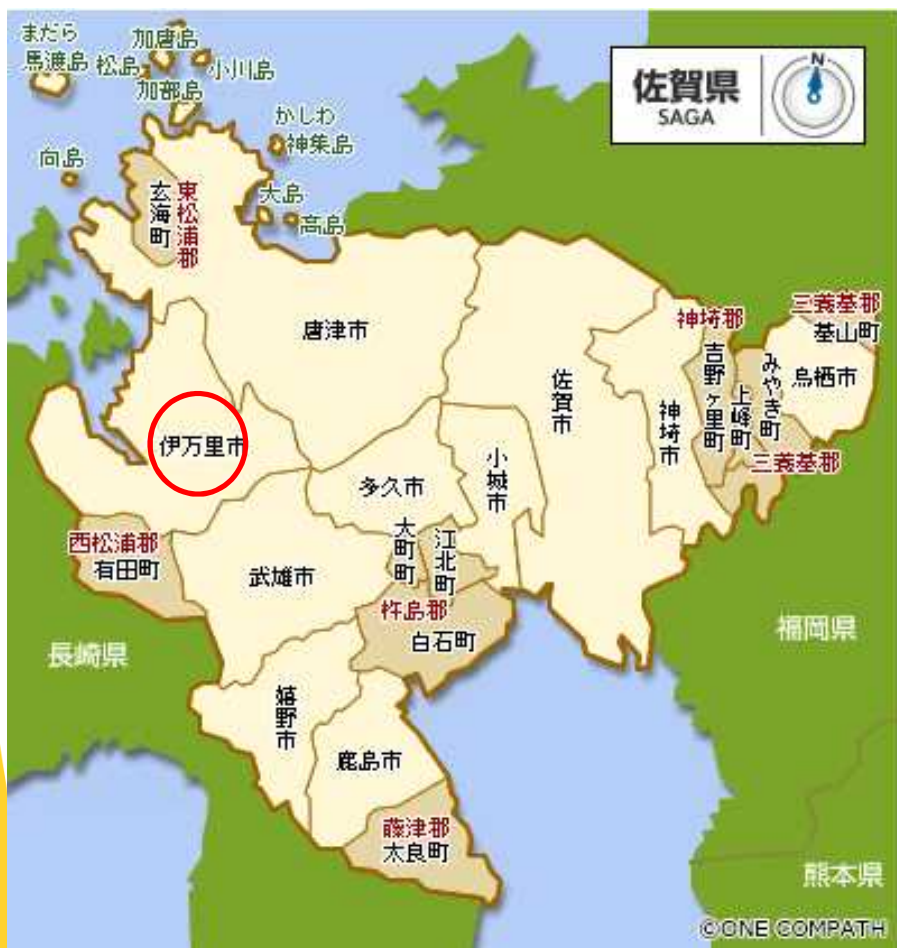 まだら
馬渡島
加唐島
松島
小川島
加部島
かしわ
神集島
向島
大島
高島
佐賀県
SAGA
N
玄海町
東松浦郡
唐津市
伊万里市
西松浦郡
有田町
武雄市
多久市
小城市
佐賀市
神埼市
神埼郡
吉野ヶ里町
上峰町
みやき町
三養基郡
基山町
鳥栖市
三養基郡
大町町
江北町
杵島郡
白石町
嬉野市
鹿島市
藤津郡
太良町
長崎県
福岡県
熊本県
©ONE COMPATH